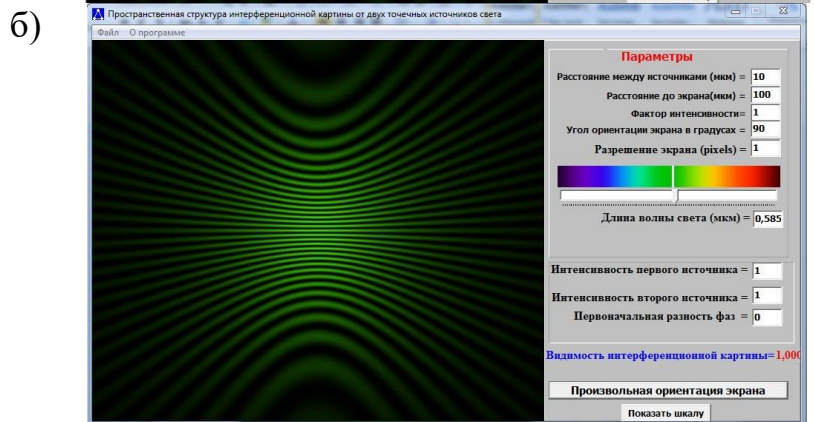 б)
Пространственная структура интерференционной картины от двух точечных источников света
Файл О программе
Параметры
Расстояние между источниками (мкм) = 10
Расстояние до экрана(мкм) = 100
Фактор интенсивности= 1
Угол ориентации экрана в градусах = 90
Разрешение экрана (pixels) = 1
Длина волны света (мкм) = 0,585
Интенсивность первого источника = 1
Интенсивность второго источника = 1
Первоначальная разность фаз = 0
Видимость интерференционной картины=1,000
Произвольная ориентация экрана
Показать шкалу